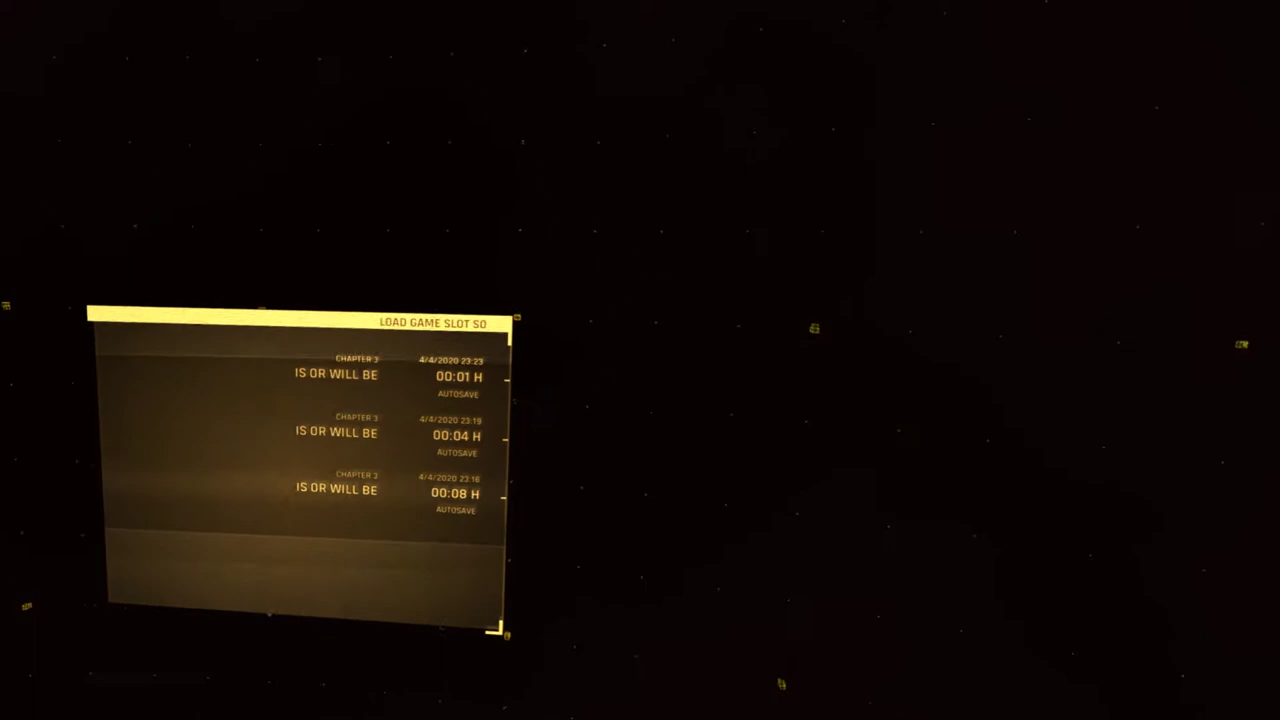 LOAD GAME SLOT SO
CHAPTER 3 4/4/2020 23:23
IS OR WILL BE 00:01 H
AUTOSAVE
CHAPTER 3 4/4/2020 23:19
IS OR WILL BE 00:04 H
AUTOSAVE
CHAPTER 3 4/4/2020 23:16
IS OR WILL BE 00:08 H
AUTOSAVE